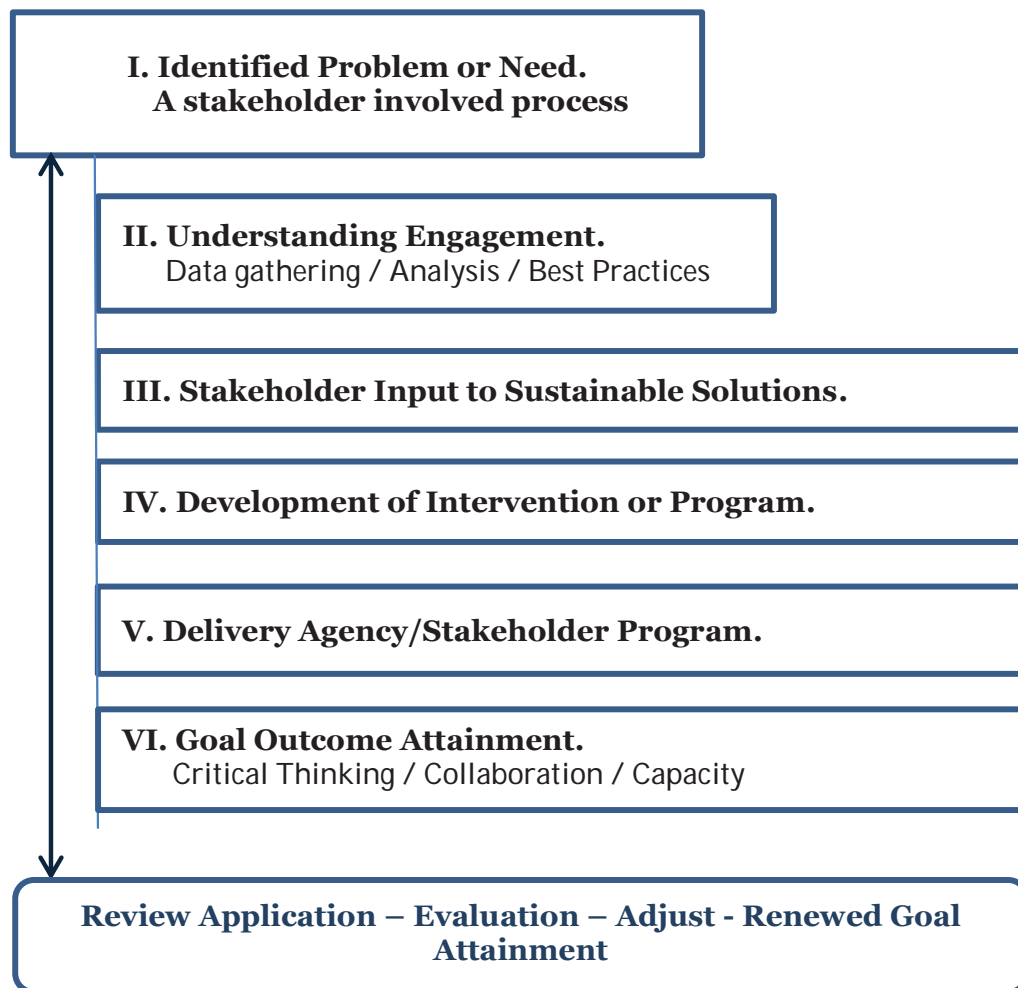 I. Identified Problem or Need.
A stakeholder involved process
II. Understanding Engagement.
Data gathering / Analysis / Best Practices
III. Stakeholder Input to Sustainable Solutions.
IV. Development of Intervention or Program.
V. Delivery Agency/Stakeholder Program.
VI. Goal Outcome Attainment.
Critical Thinking / Collaboration / Capacity
Review Application – Evaluation – Adjust - Renewed Goal
Attainment